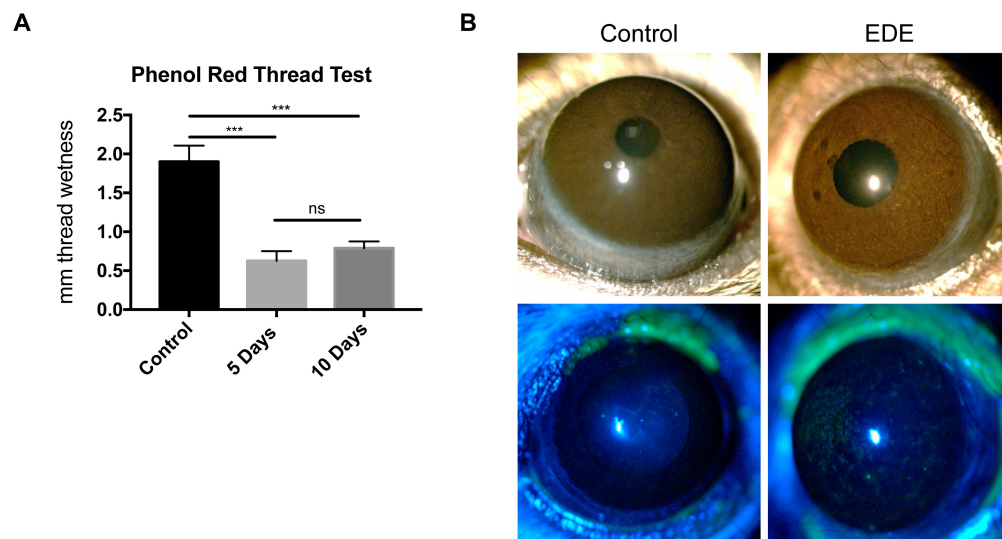 A
Phenol Red Thread Test
mm thread wetness
2.5
2.0
1.5
1.0
0.5
0.0
***
***
ns
Control
5 Days
10 Days
B
Control
EDE